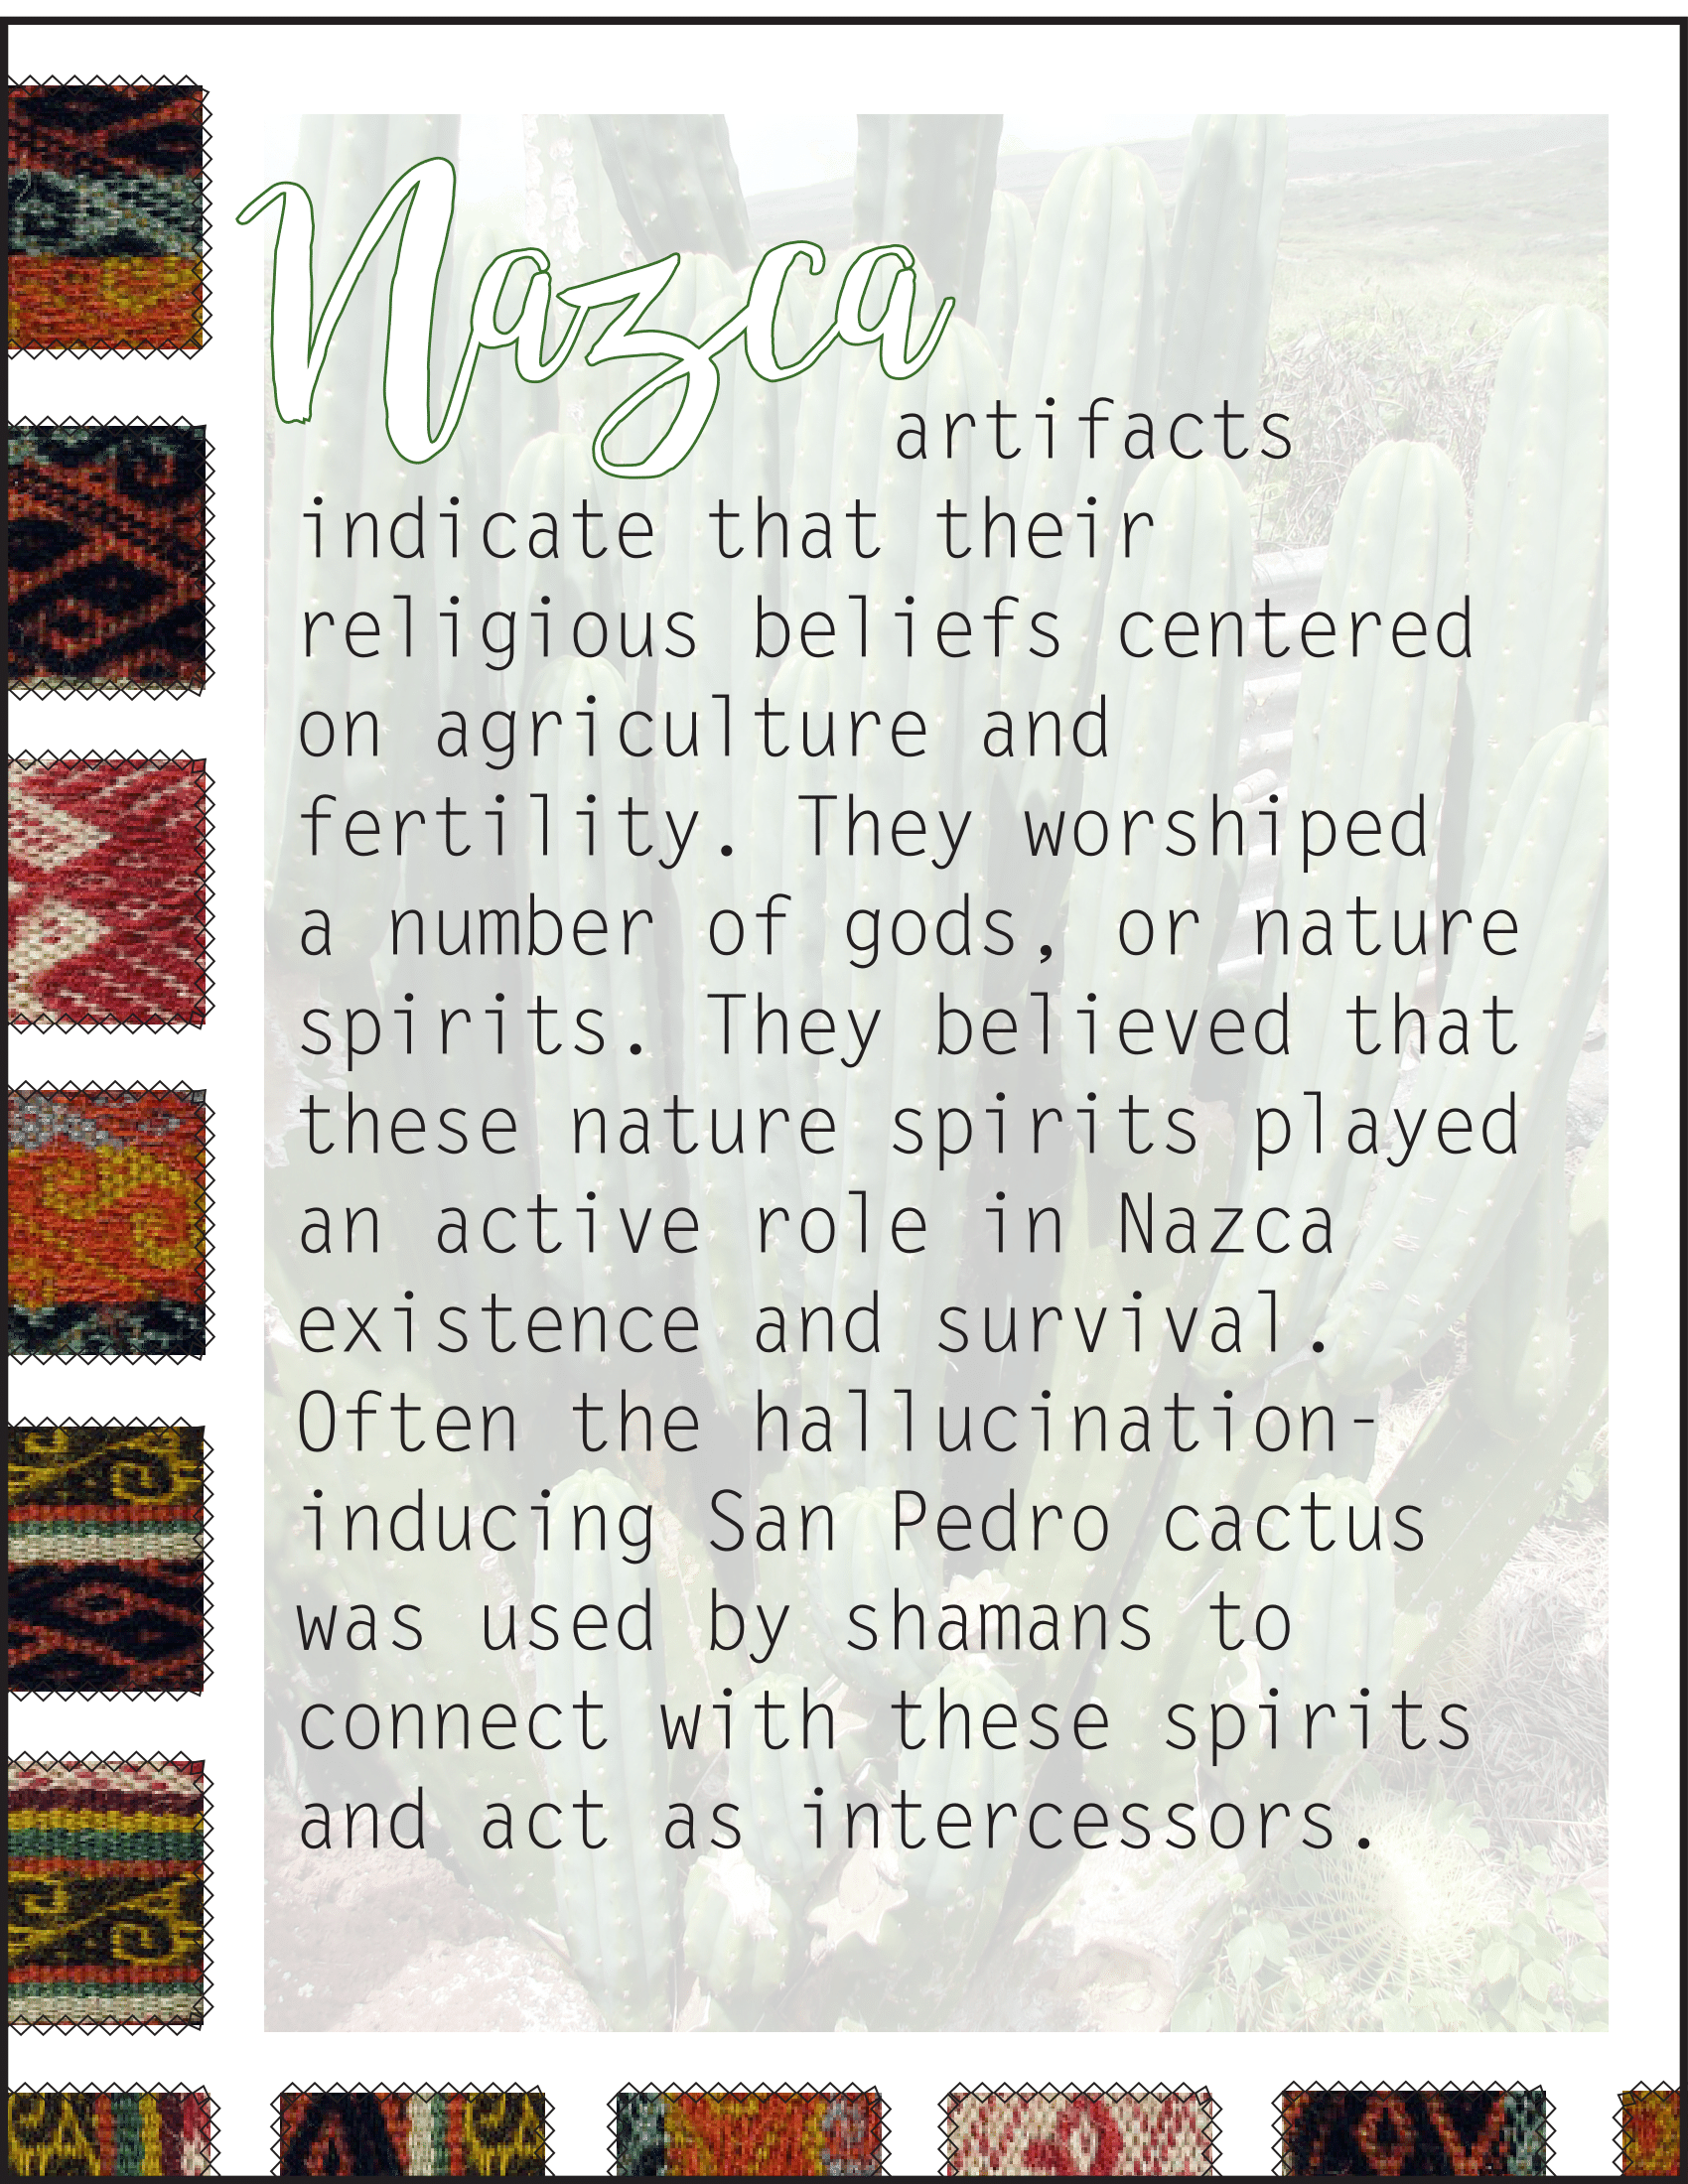 Nazca
artifacts
indicate that their
religious beliefs centered
on agriculture and
fertility. They worshiped
a number of gods, or nature
spirits. They believed that
these nature spirits played
an active role in Nazca
existence and survival.
Often the hallucination-
inducing San Pedro cactus
was used by shamans to
connect with these spirits
and act as intercessors.